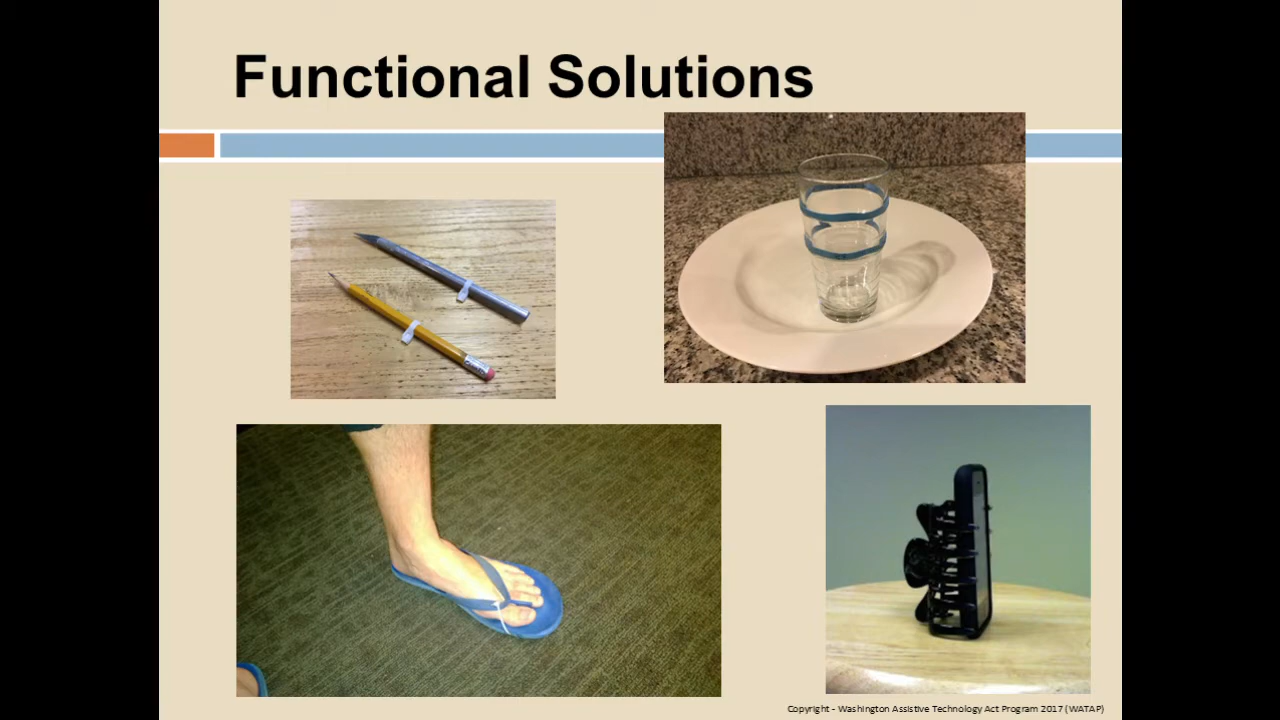 Functional Solutions
Copyright - Washington Assistive Technology Act Program 2017 (WATAP)